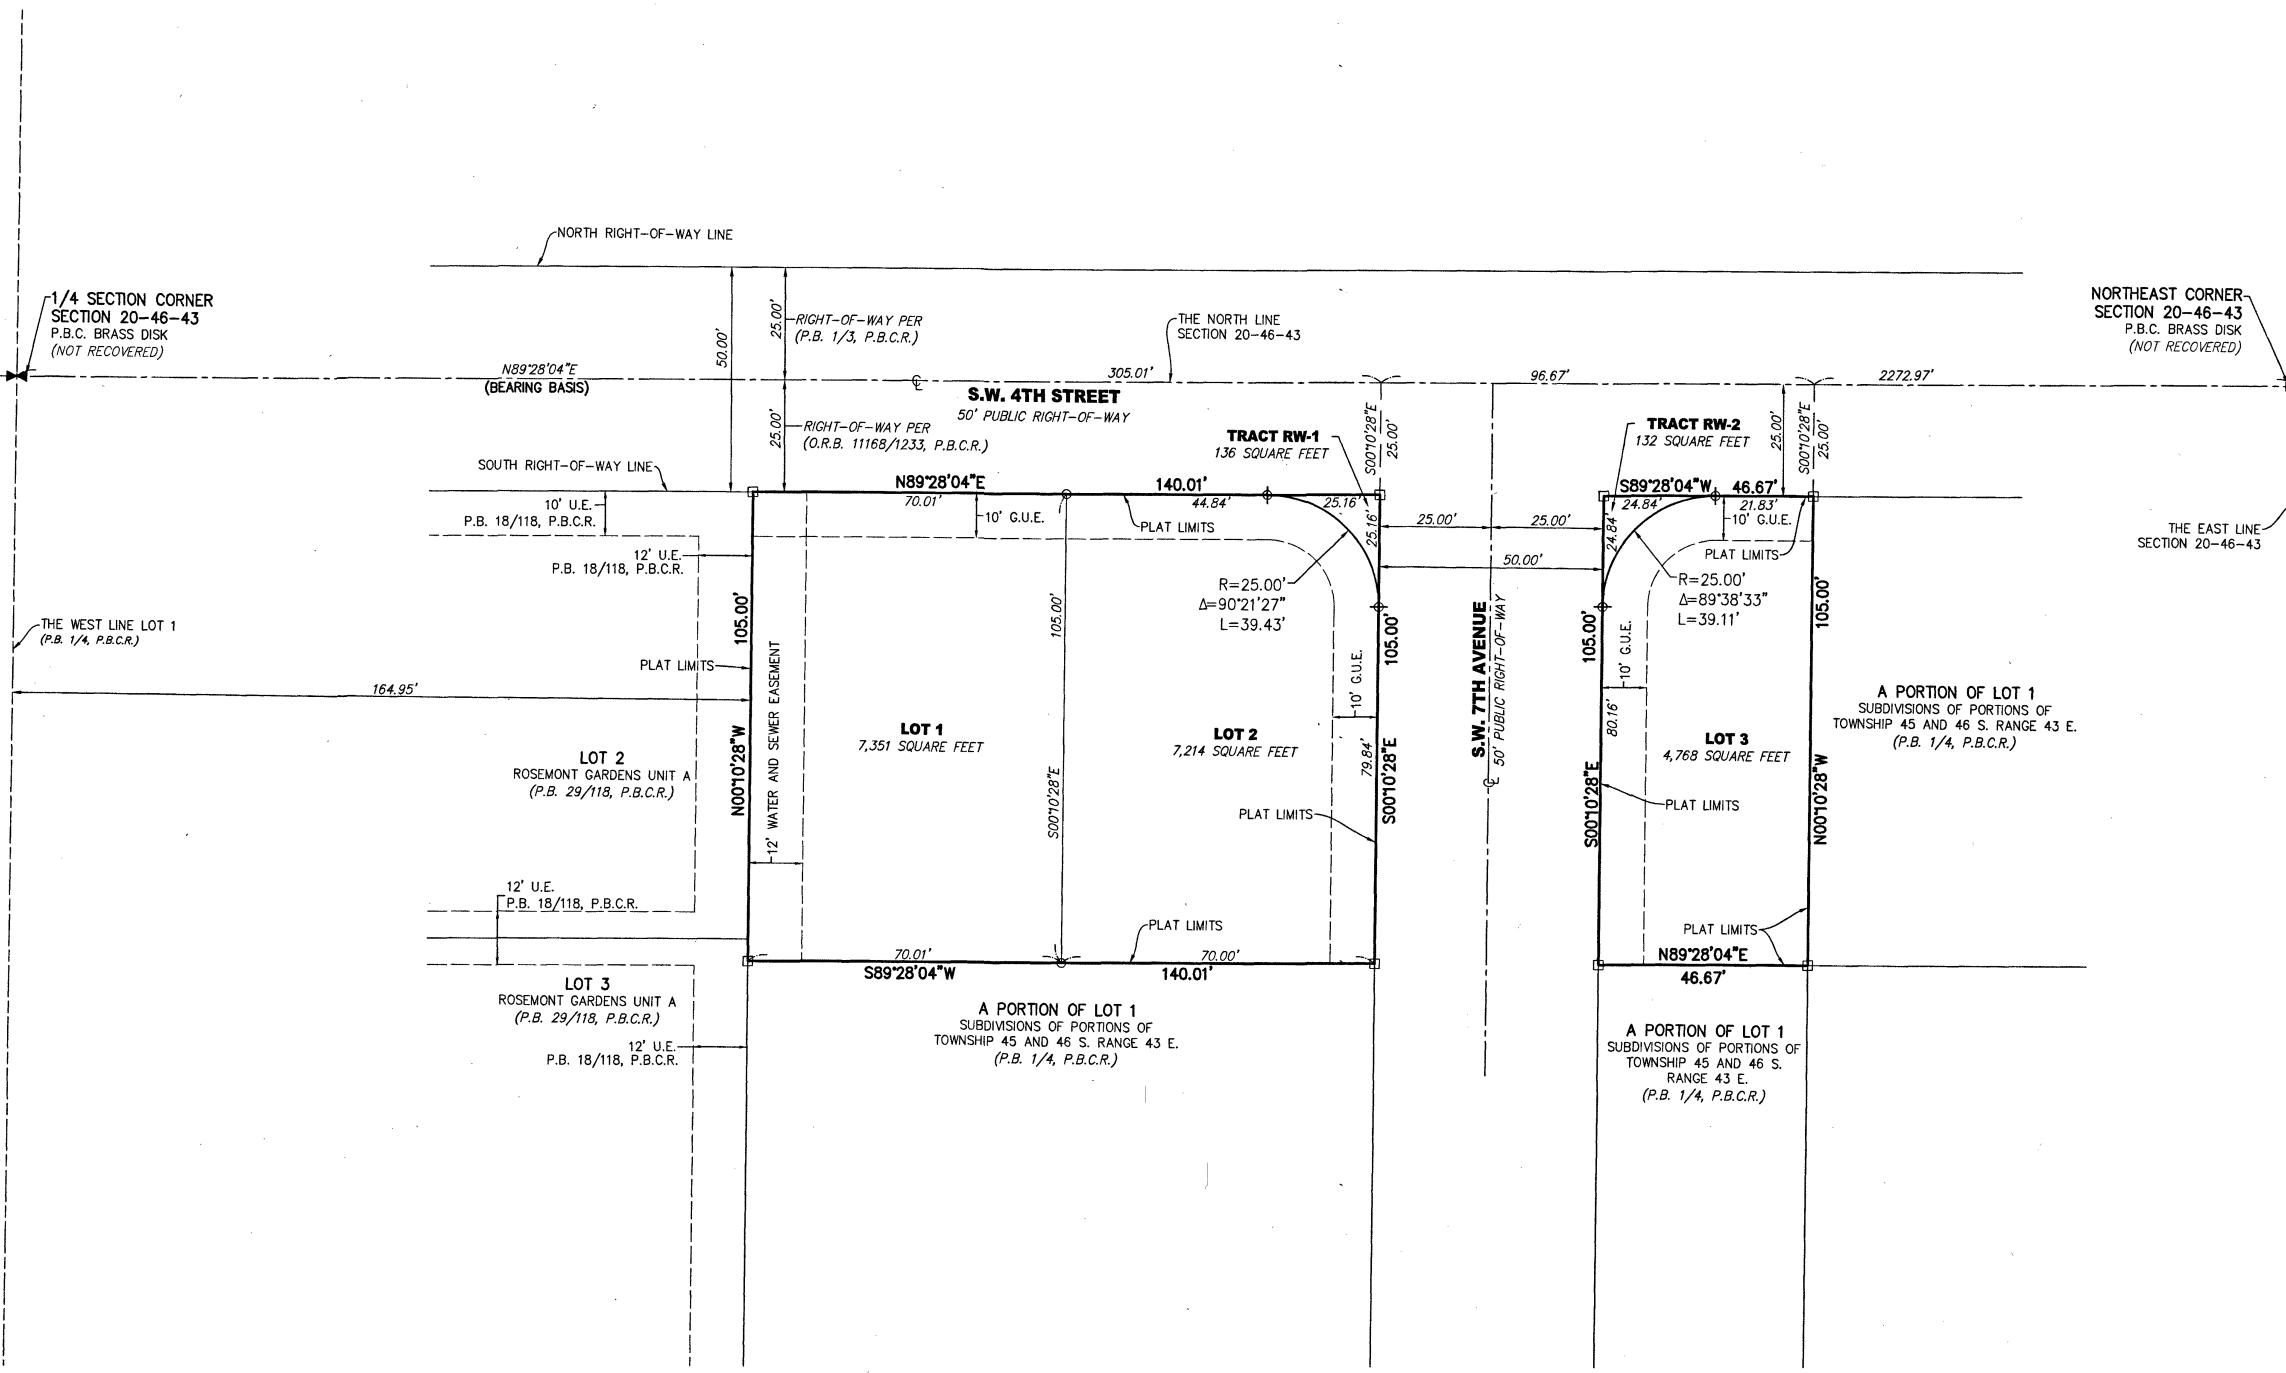 NORTH RIGHT-OF-WAY LINE
1/4 SECTION CORNER
SECTION 20-46-43
P.B.C. BRASS DISK
(NOT RECOVERED)
NORTHEAST CORNER
SECTION 20-46-43
P.B.C. BRASS DISK
(NOT RECOVERED)
50.00'
25.00'
RIGHT-OF-WAY PER
(P.B. 1/3, P.B.C.R.)
THE NORTH LINE
SECTION 20-46-43
N89°28'04"E
(BEARING BASIS)
305.01'
96.67'
2272.97'
℄
S.W. 4TH STREET
50' PUBLIC RIGHT-OF-WAY
25.00'
RIGHT-OF-WAY PER
(O.R.B. 11168/1233, P.B.C.R.)
TRACT RW-1
136 SQUARE FEET
S00°10'28"E
25.00'
TRACT RW-2
132 SQUARE FEET
25.00'
S00°10'28"E
25.00'
SOUTH RIGHT-OF-WAY LINE
N89°28'04"E
140.01'
70.01'
44.84'
25.16'
S89°28'04"W
46.67'
24.84'
21.83'
10' U.E.
P.B. 18/118, P.B.C.R.
10' G.U.E.
PLAT LIMITS
25.16'
25.00'
25.00'
24.84'
10' G.U.E.
PLAT LIMITS
THE EAST LINE
SECTION 20-46-43
12' U.E.
P.B. 18/118, P.B.C.R.
50.00'
R=25.00'
Δ=90°21'27"
L=39.43'
R=25.00'
Δ=89°38'33"
L=39.11'
THE WEST LINE LOT 1
(P.B. 1/4, P.B.C.R.)
105.00'
105.00'
105.00'
105.00'
105.00'
PLAT LIMITS
164.95'
12' WATER AND SEWER EASEMENT
10' G.U.E.
S.W. 7TH AVENUE
50' PUBLIC RIGHT-OF-WAY
℄
10' G.U.E.
A PORTION OF LOT 1
SUBDIVISIONS OF PORTIONS OF
TOWNSHIP 45 AND 46 S. RANGE 43 E.
(P.B. 1/4, P.B.C.R.)
N00°10'28"W
LOT 1
7,351 SQUARE FEET
S00°10'28"E
LOT 2
7,214 SQUARE FEET
79.84'
S00°10'28"E
80.16'
S00°10'28"E
LOT 3
4,768 SQUARE FEET
N00°10'28"W
LOT 2
ROSEMONT GARDENS UNIT A
(P.B. 29/118, P.B.C.R.)
PLAT LIMITS
PLAT LIMITS
12' U.E.
P.B. 18/118, P.B.C.R.
PLAT LIMITS
PLAT LIMITS
70.01'
70.00'
S89°28'04"W
140.01'
N89°28'04"E
46.67'
LOT 3
ROSEMONT GARDENS UNIT A
(P.B. 29/118, P.B.C.R.)
12' U.E.
P.B. 18/118, P.B.C.R.
A PORTION OF LOT 1
SUBDIVISIONS OF PORTIONS OF
TOWNSHIP 45 AND 46 S. RANGE 43 E.
(P.B. 1/4, P.B.C.R.)
A PORTION OF LOT 1
SUBDIVISIONS OF PORTIONS OF
TOWNSHIP 45 AND 46 S.
RANGE 43 E.
(P.B. 1/4, P.B.C.R.)